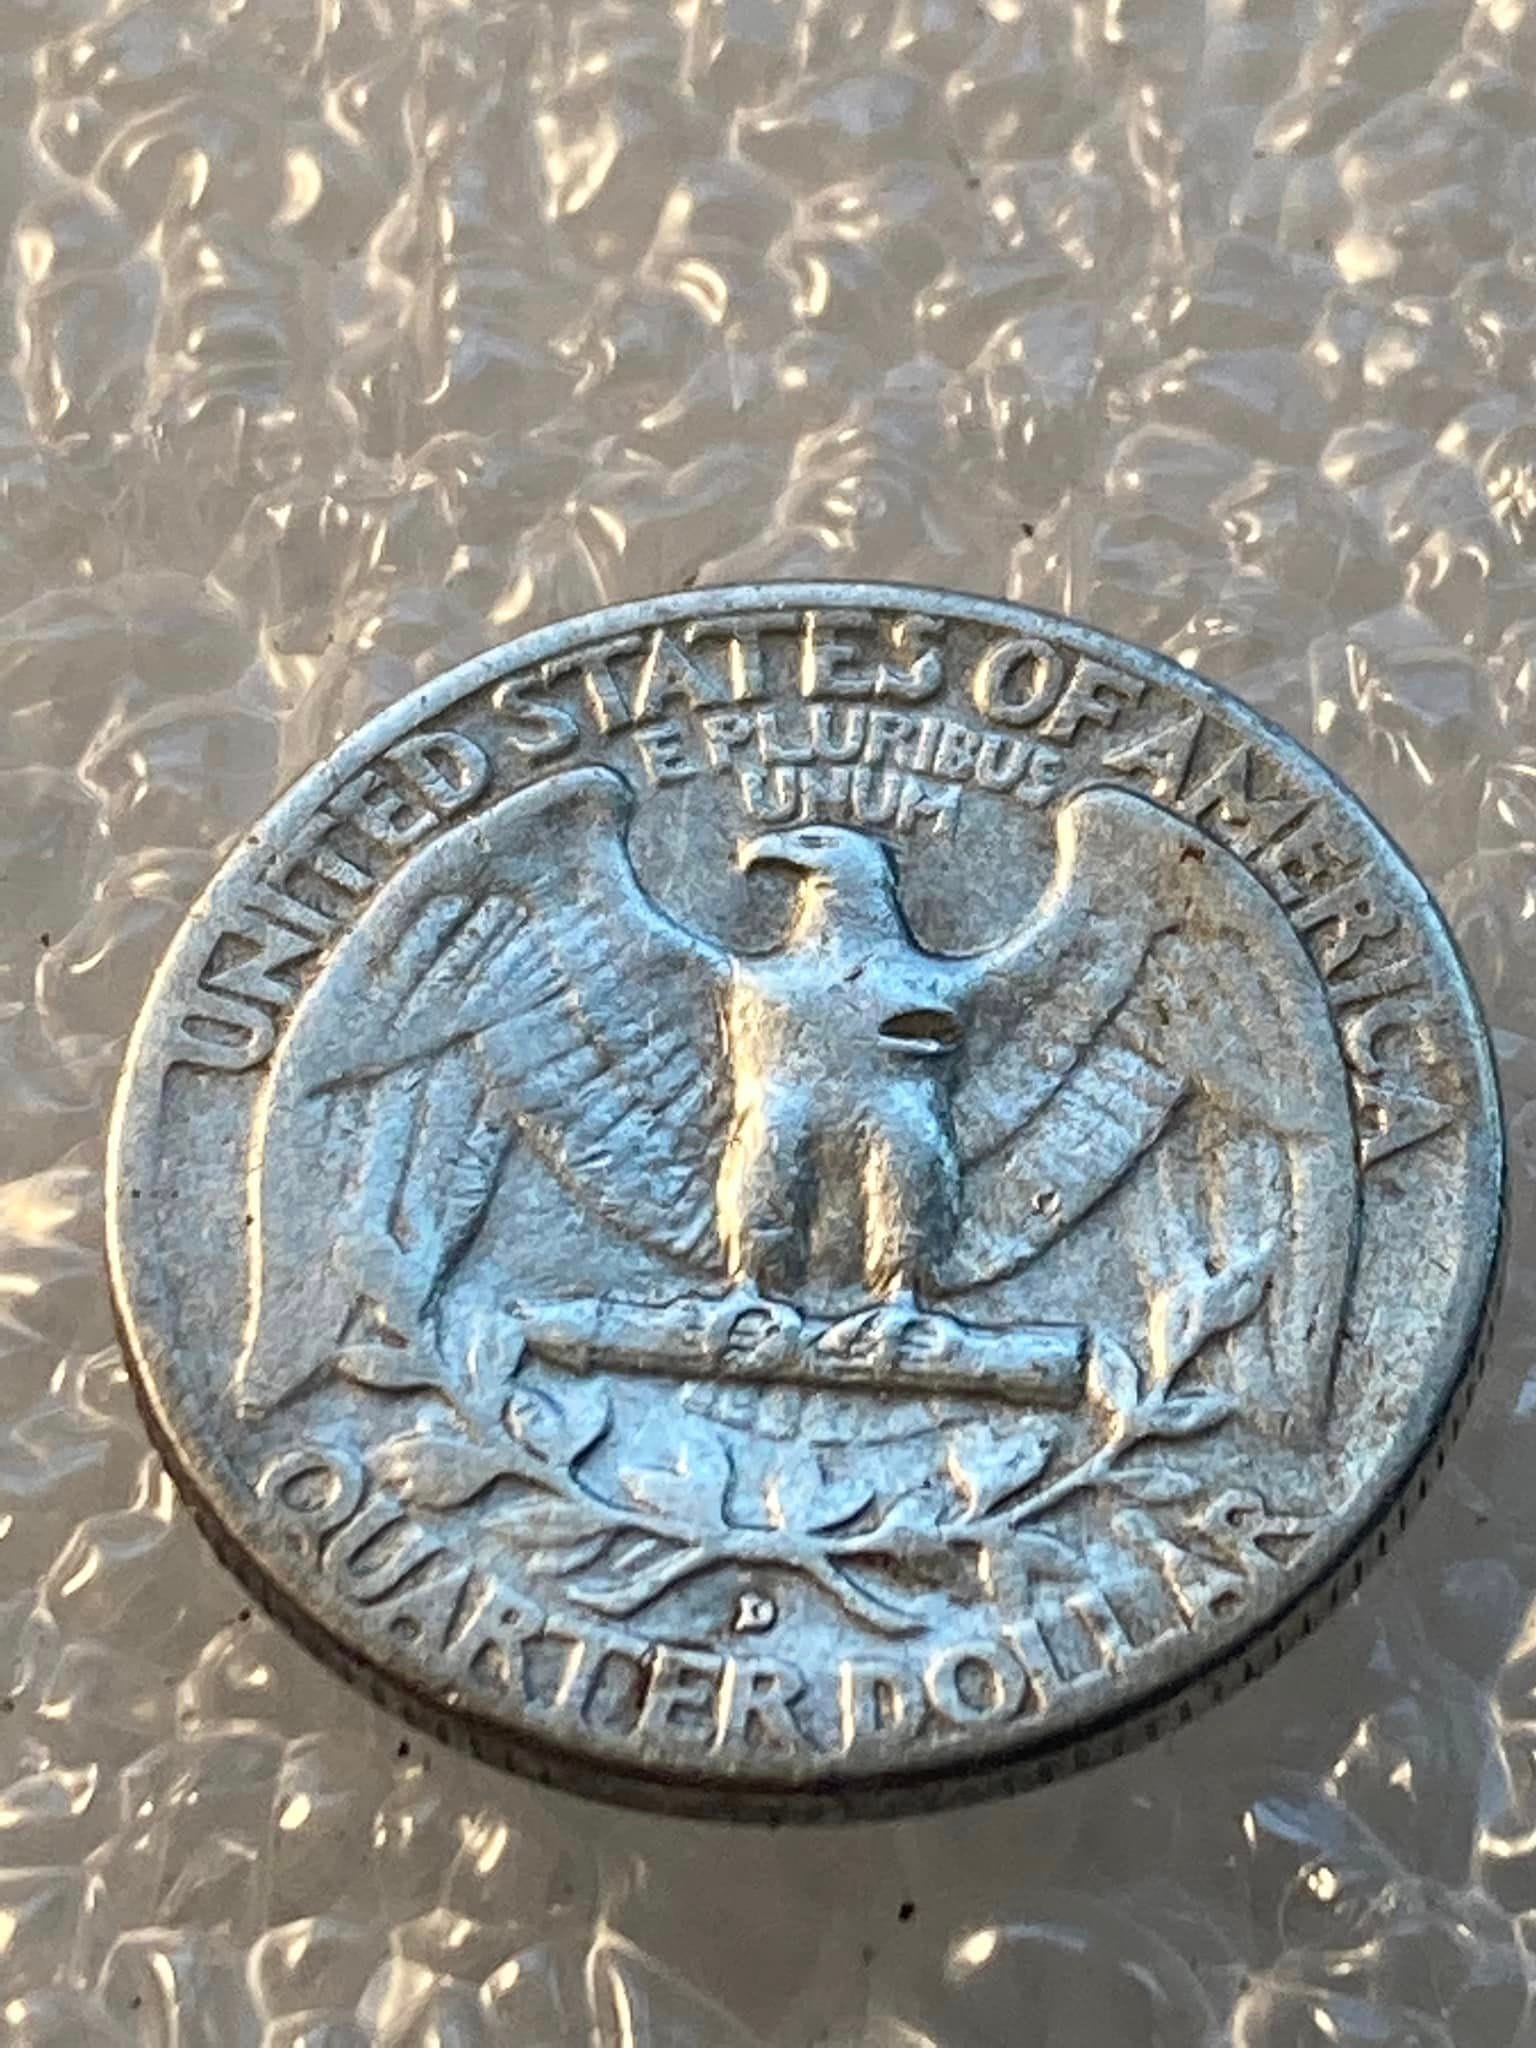 UNITED STATES OF AMERICA
E PLURIBUS
UNUM
D
QUARTER DOLLAR